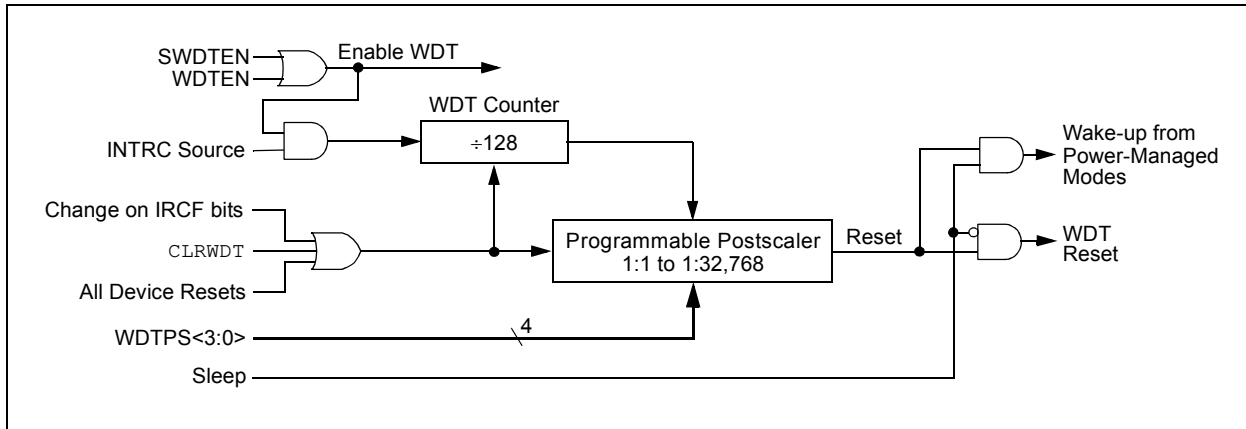 SWDTEN
WDTEN
Enable WDT
WDT Counter
÷128
INTRC Source
Wake-up from
Power-Managed
Modes
Change on IRCF bits
CLRWDT
All Device Resets
Programmable Postscaler
1:1 to 1:32,768
Reset
WDT
Reset
WDTPS<3:0>
4
Sleep